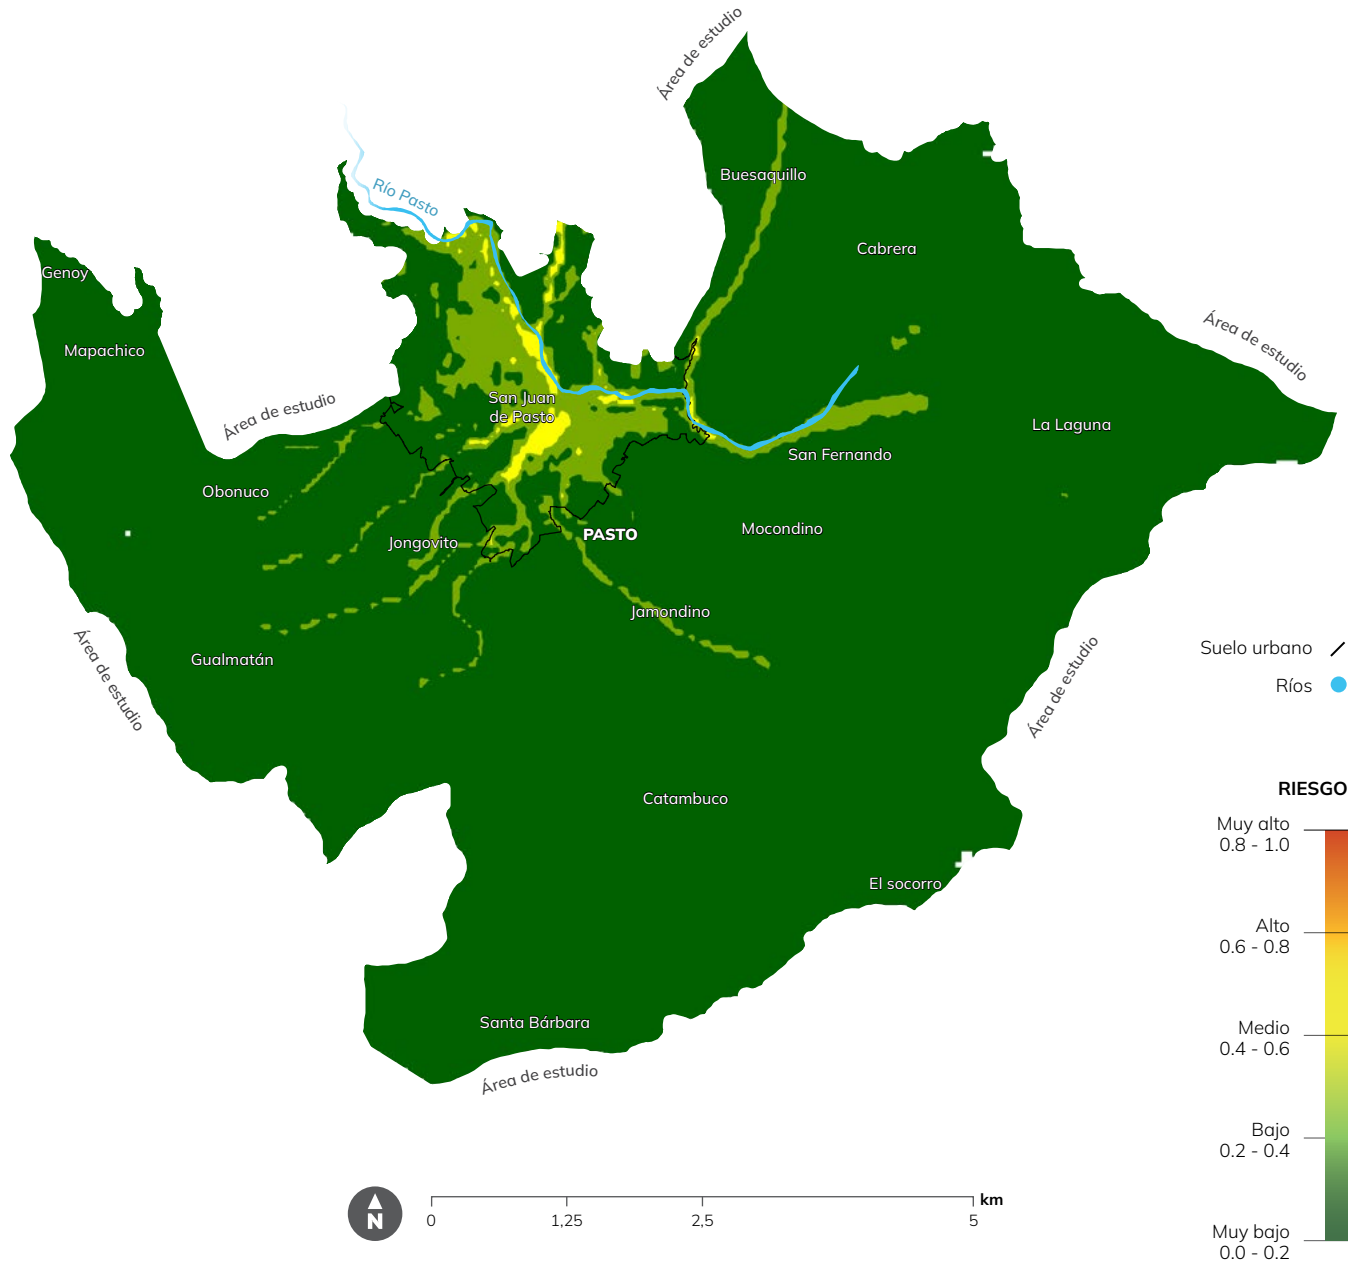 Área de estudio
Buesaquillo
Río Pasto
Cabrera
Genoy
Área de estudio
Mapachico
San Juan
de Pasto
Área de estudio
La Laguna
San Fernando
Obonuco
Mocondino
PASTO
Jongovito
Jamondino
Gualmatán
Área de estudio
Área de estudio
Suelo urbano
Ríos
Catambuco
El socorro
Santa Bárbara
Área de estudio
RIESGO
Muy alto
0.8 - 1.0
Alto
0.6 - 0.8
Medio
0.4 - 0.6
Bajo
0.2 - 0.4
Muy bajo
0.0 - 0.2
N
km
0 1,25 2,5 5